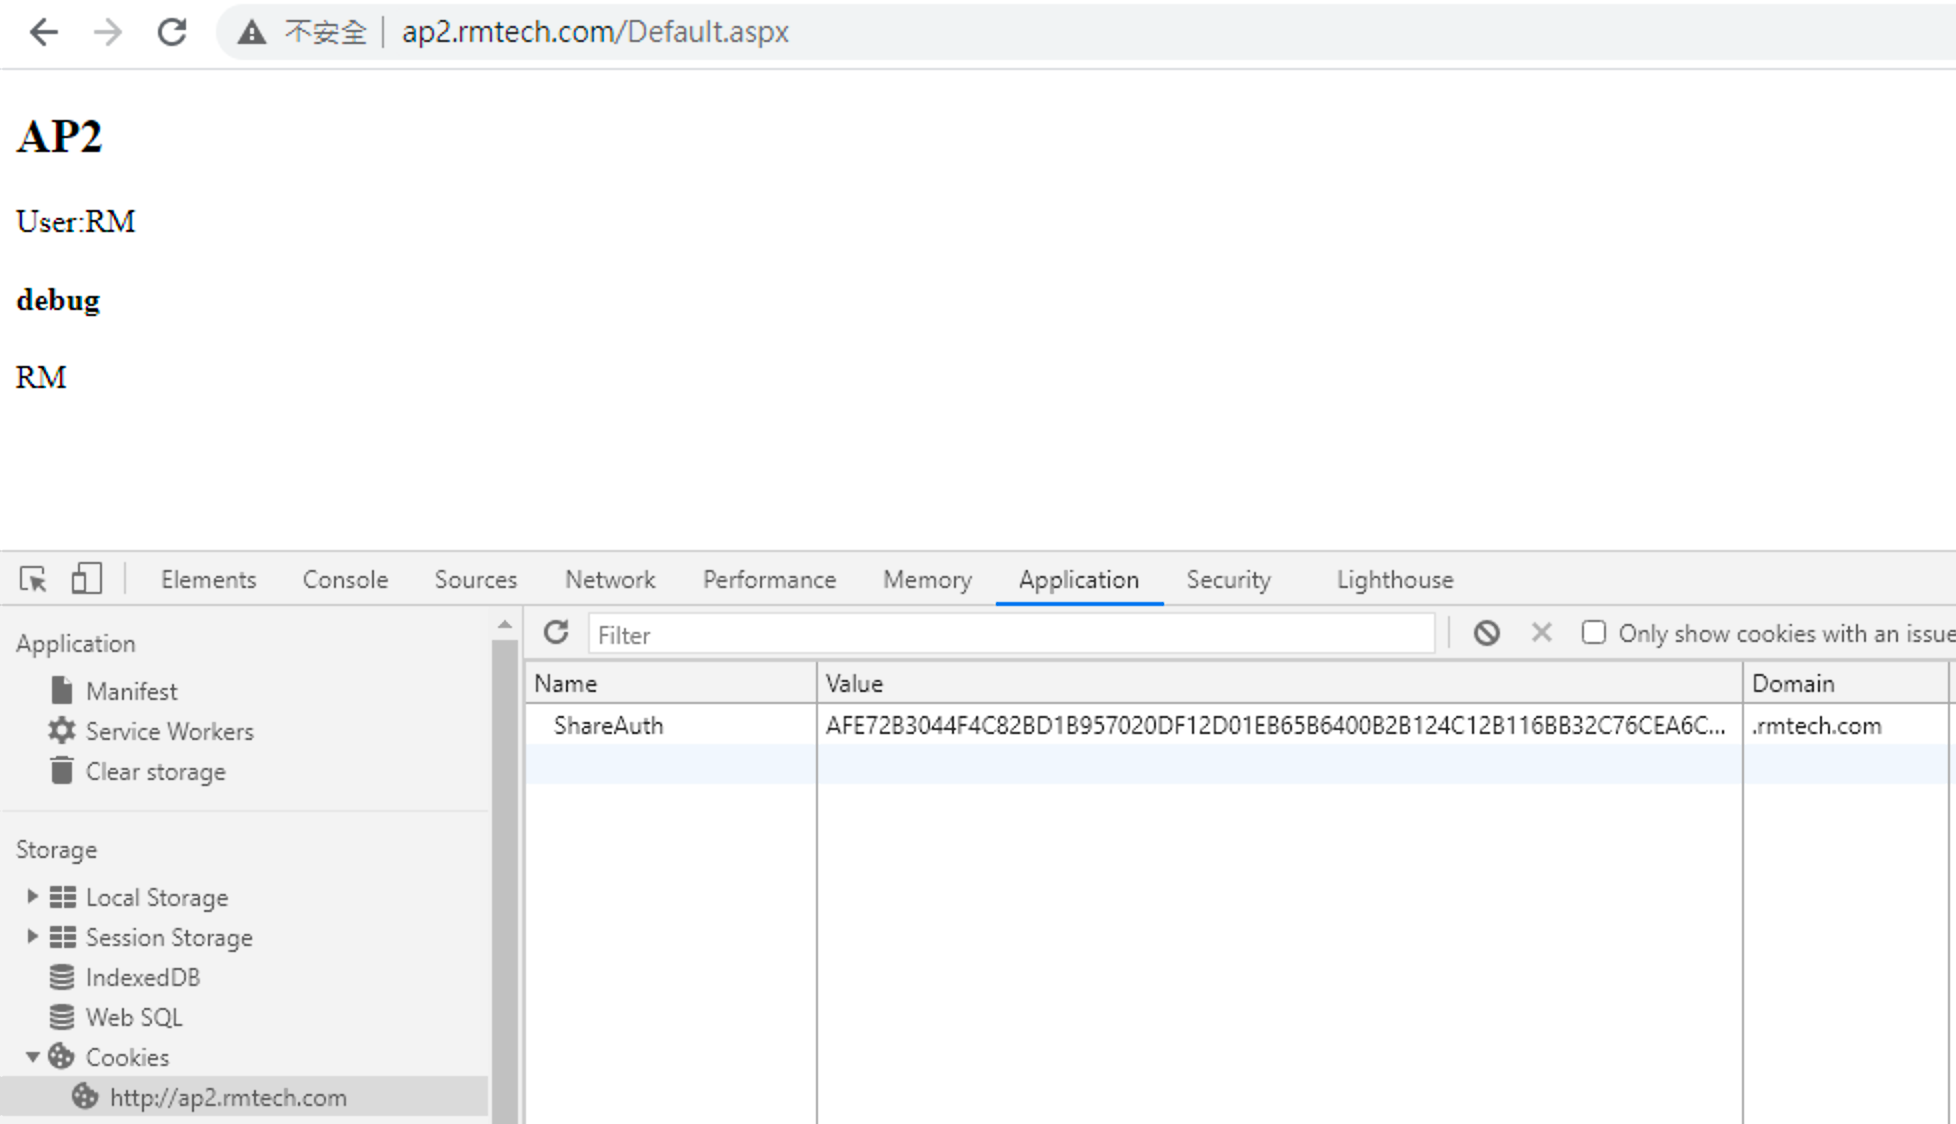 不安全 ap2.rmtech.com/Default.aspx
AP2
User:RM
debug
RM
Elements Console Sources Network Performance Memory Application Security Lighthouse
Application
Manifest
Service Workers
Clear storage
Storage
Local Storage
Session Storage
IndexedDB
Web SQL
Cookies
http://ap2.rmtech.com
Filter Only show cookies with an issue
Name Value Domain
ShareAuth AFE72B3044F4C82BD1B957020DF12D01EB65B6400B2B124C12B116BB32C76CEA6C... .rmtech.com